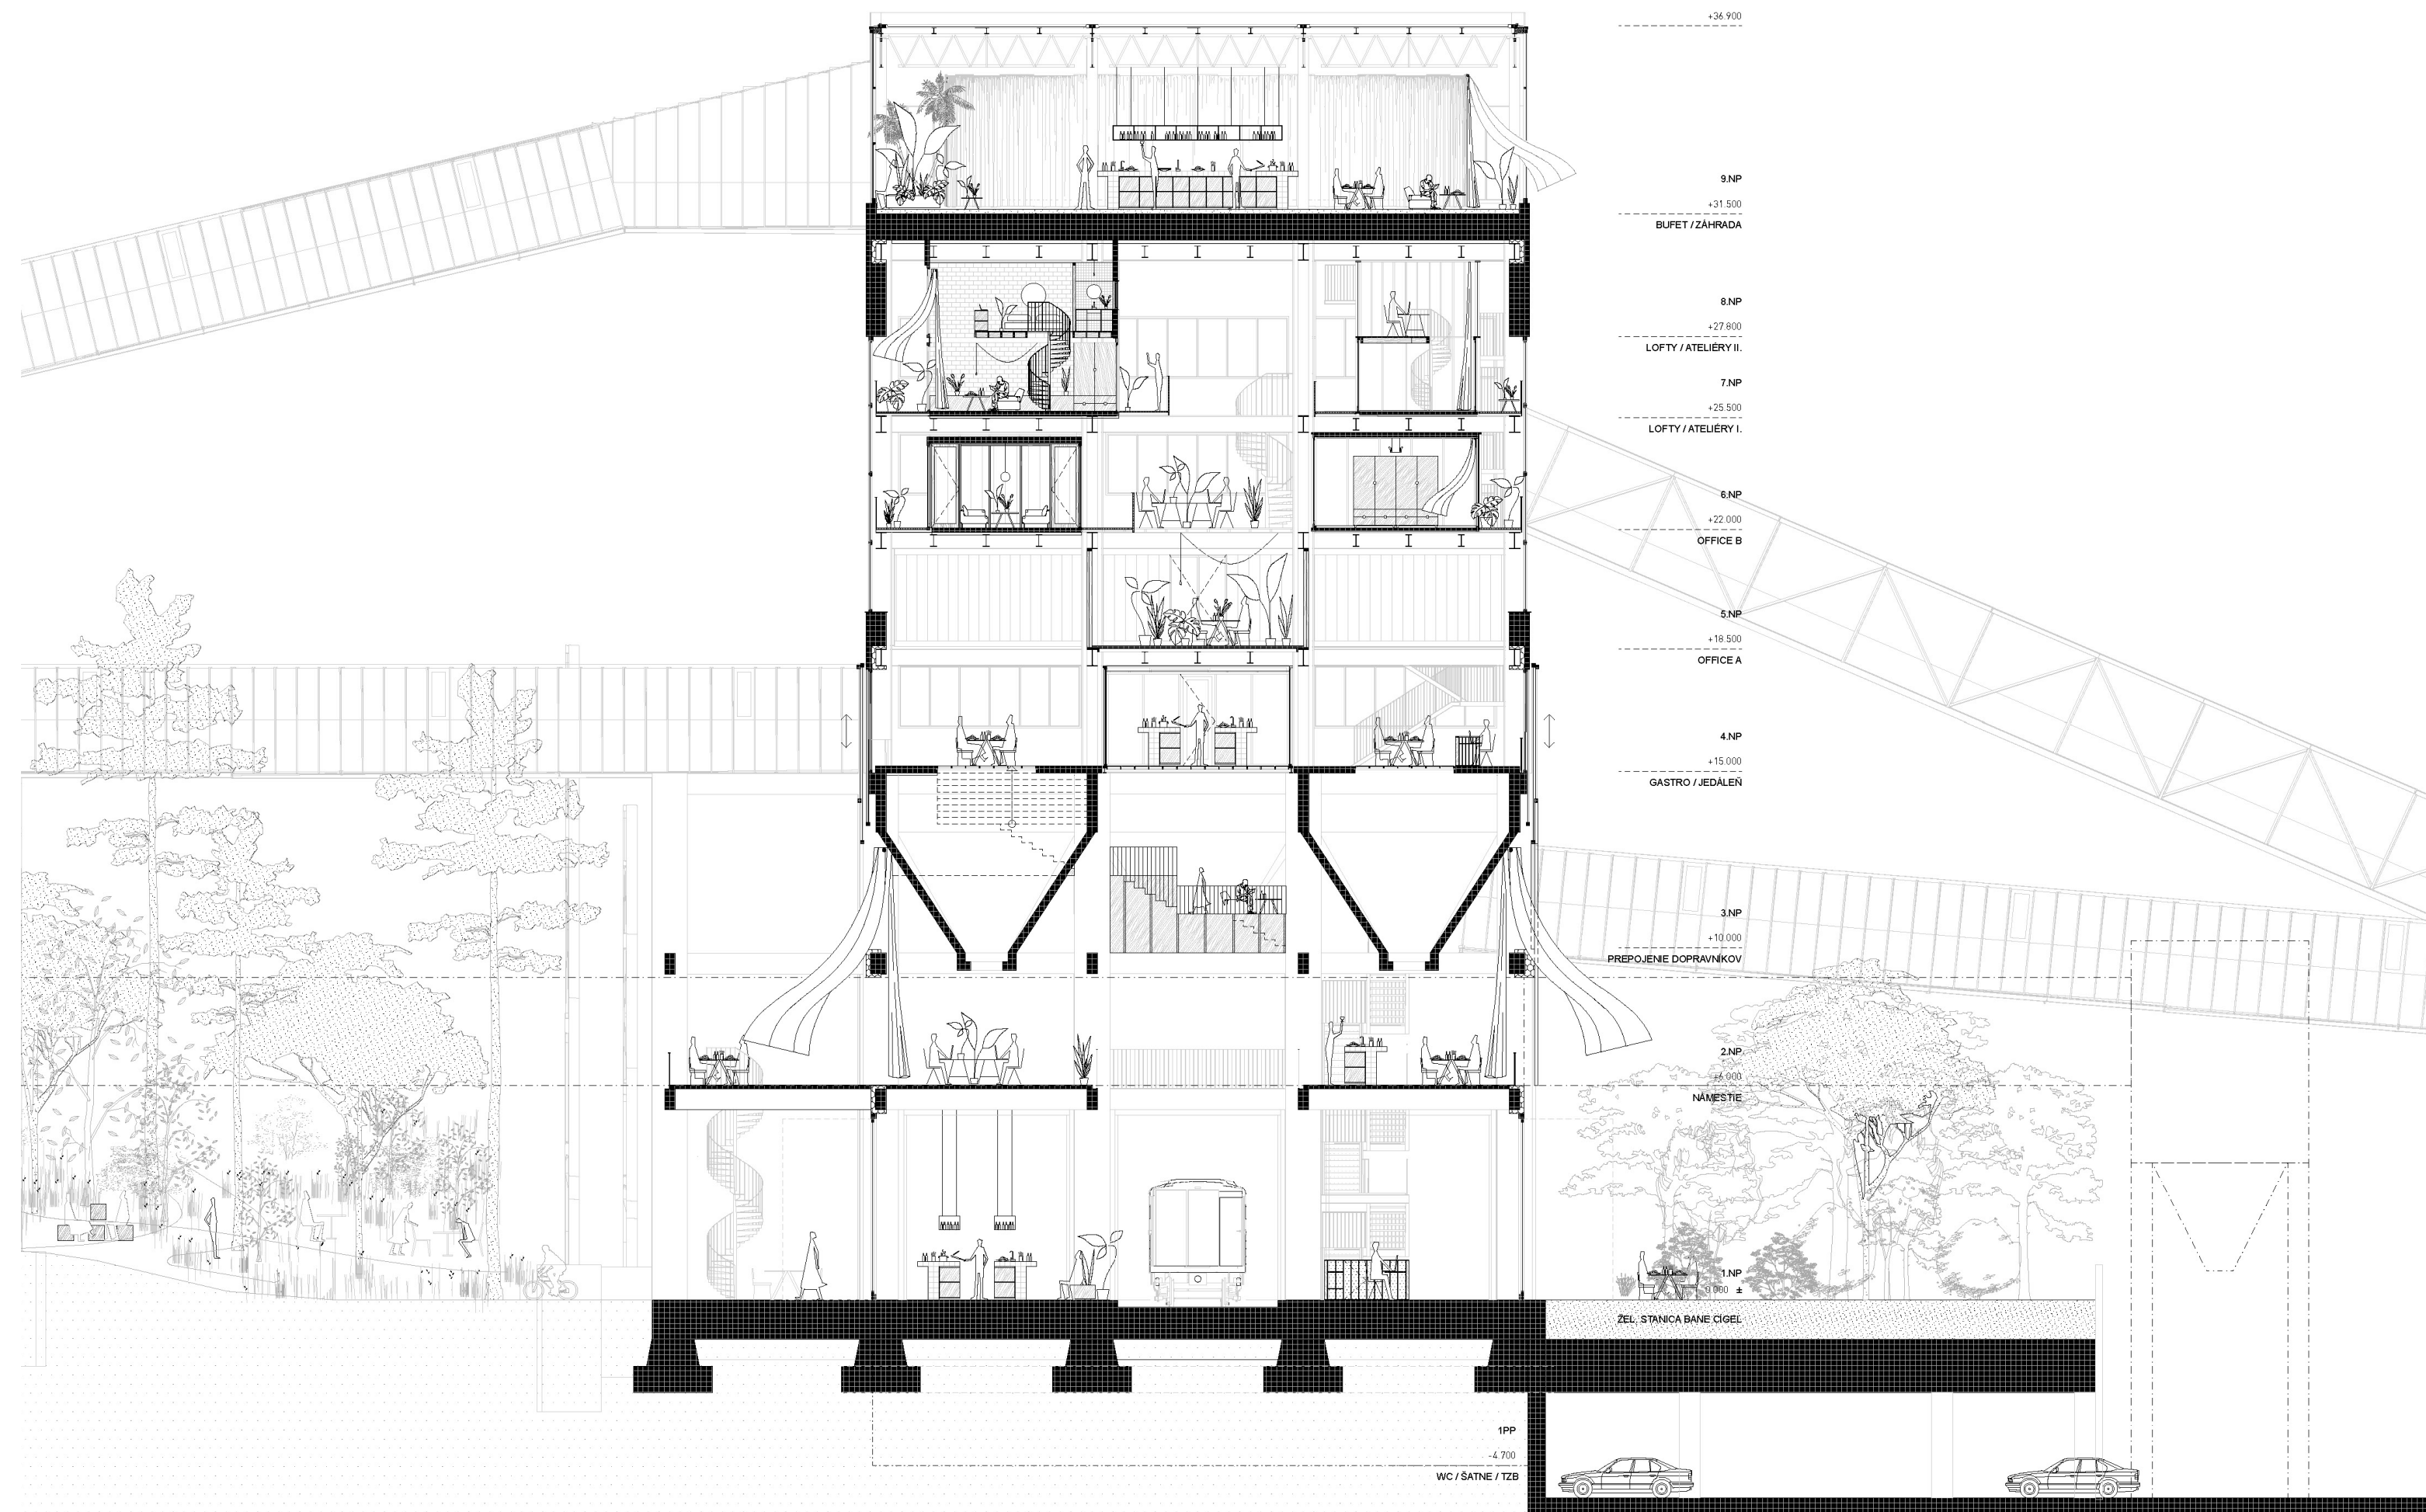 +36.900
9.NP
+31.500
BUFET / ZÁHRADA
8.NP
+27.800
LOFTY / ATELIÉRY II.
7.NP
+25.500
LOFTY / ATELIÉRY I.
6.NP
+22.000
OFFICE B
5.NP
+18.500
OFFICE A
4.NP
+15.000
GASTRO / JEDÁLEŇ
3.NP
+10.000
PREPOJENIE DOPRAVNÍKOV
2.NP
+6.000
NÁMESTIE
1.NP
0.000 ±
ŽEL. STANICA BANE CÍGEĽ
1PP
-4.700
WC / ŠATNE / TZB